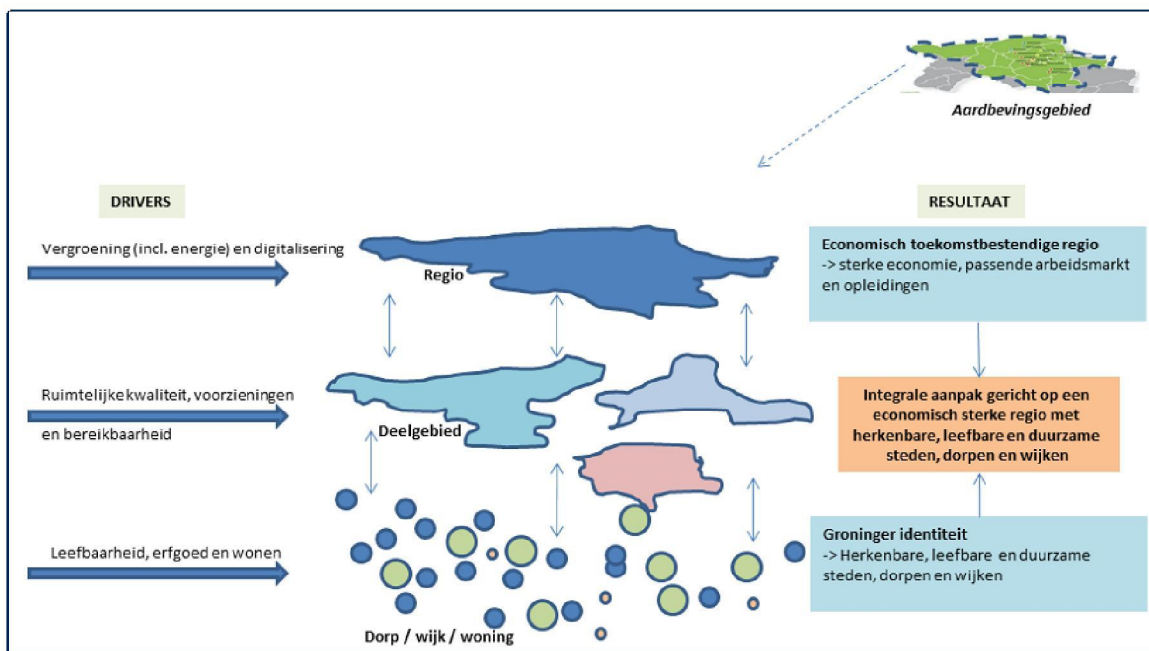 Aardbevingsgebied
DRIVERS
RESULTAAT
Vergroening (incl. energie) en digitalisering
Regio
Economisch toekomstbestendige regio
-> sterke economie, passende arbeidsmarkt
en opleidingen
Ruimtelijke kwaliteit, voorzieningen
en bereikbaarheid
Deelgebied
Integrale aanpak gericht op een
economisch sterke regio met
herkenbare, leefbare en duurzame
steden, dorpen en wijken
Leefbaarheid, erfgoed en wonen
Dorp / wijk / woning
Groninger identiteit
-> Herkenbare, leefbare en duurzame
steden, dorpen en wijken